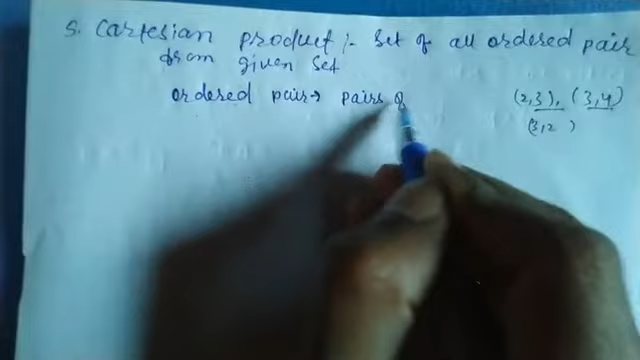 5. Cartesian product :- Set of all ordered pair
from given set
ordered pair → pairs o
(2,3), (3,4)
(3,2 )